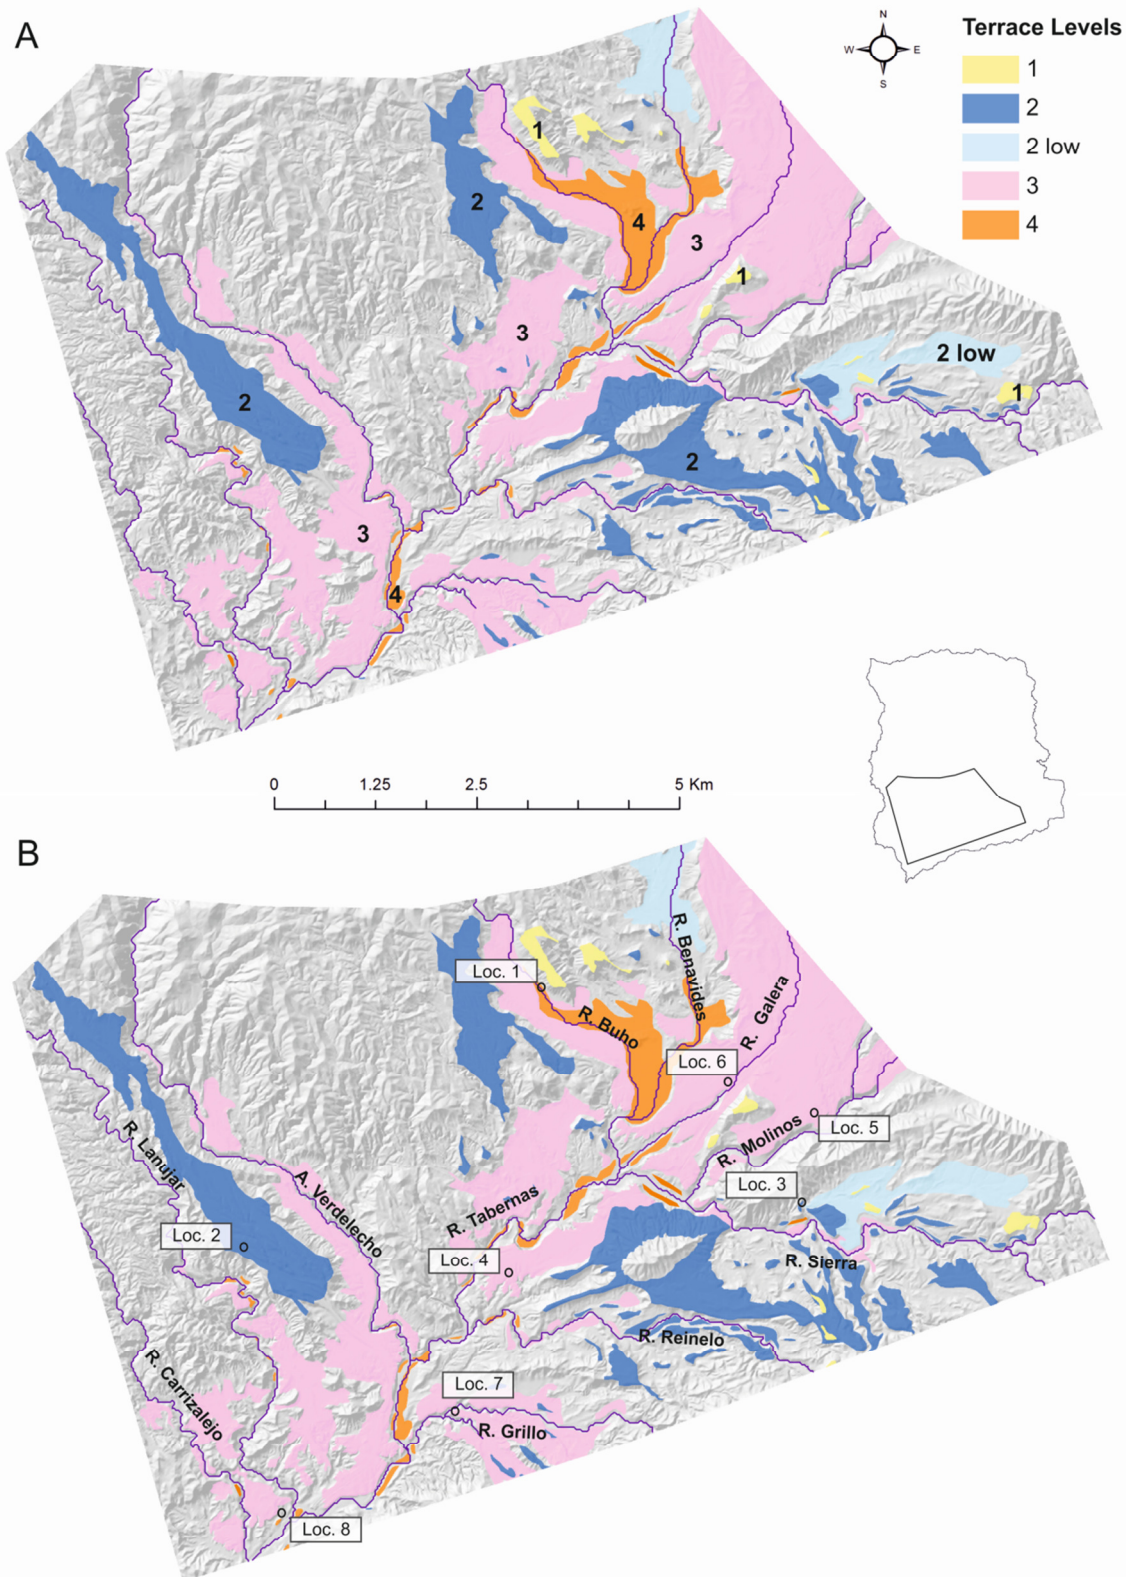 A
N
W
E
S
Terrace Levels
1
2
2 low
3
4
1
2
4
3
1
3
2 low
1
2
2
3
4
0
1.25
2.5
5 Km
B
Loc. 1
R. Benavides
R. Buho
R. Galera
Loc. 6
R. Molinos
Loc. 5
R. Lanujar
Loc. 3
A. Verdelecho
R. Tabernas
Loc. 2
Loc. 4
R. Sierra
R. Reinelo
R. Carrizalejo
Loc. 7
R. Grillo
Loc. 8